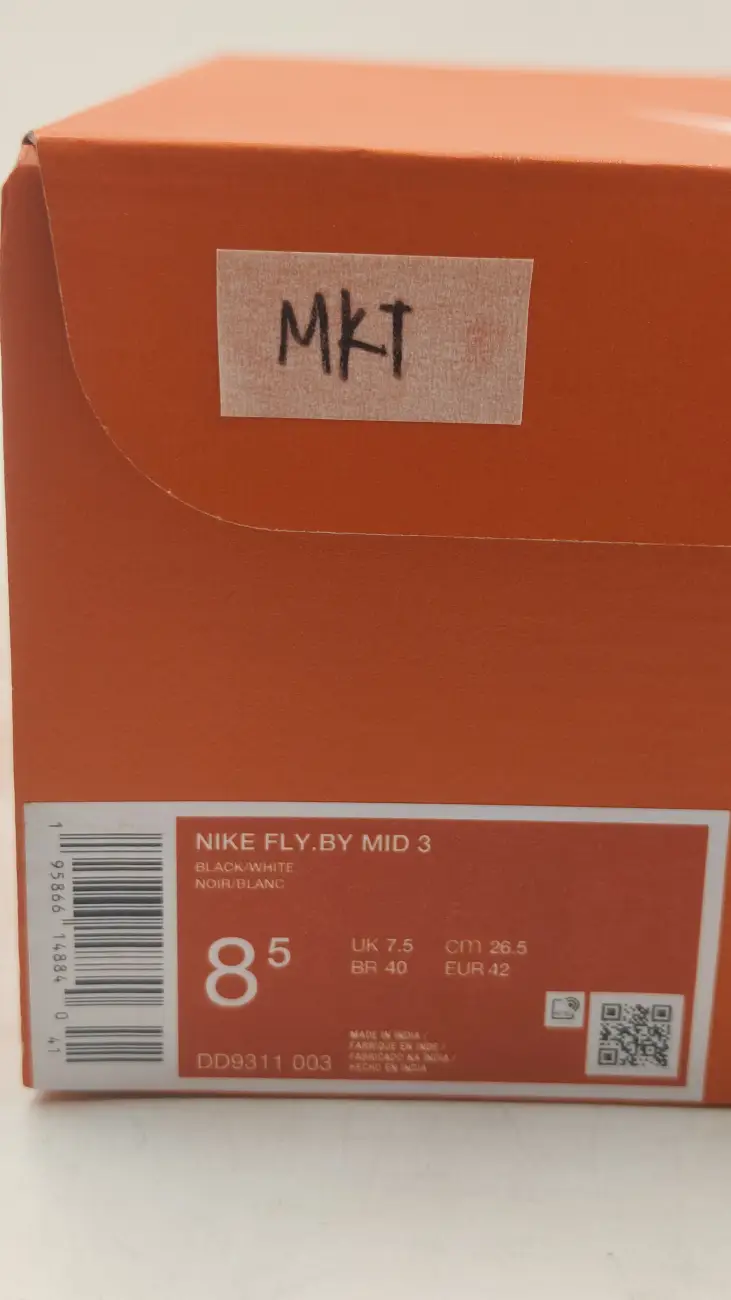 MKT
NIKE FLY.BY MID 3
BLACK/WHITE
NOIR/BLANC
8 5
UK 7.5 cm 26.5
BR 40 EUR 42
DD9311 003
MADE IN INDIA /
FABRIQUE EN INDE /
FABRICADO NA INDIA /
HECHO EN INDIA
1 95866 14884 0 41